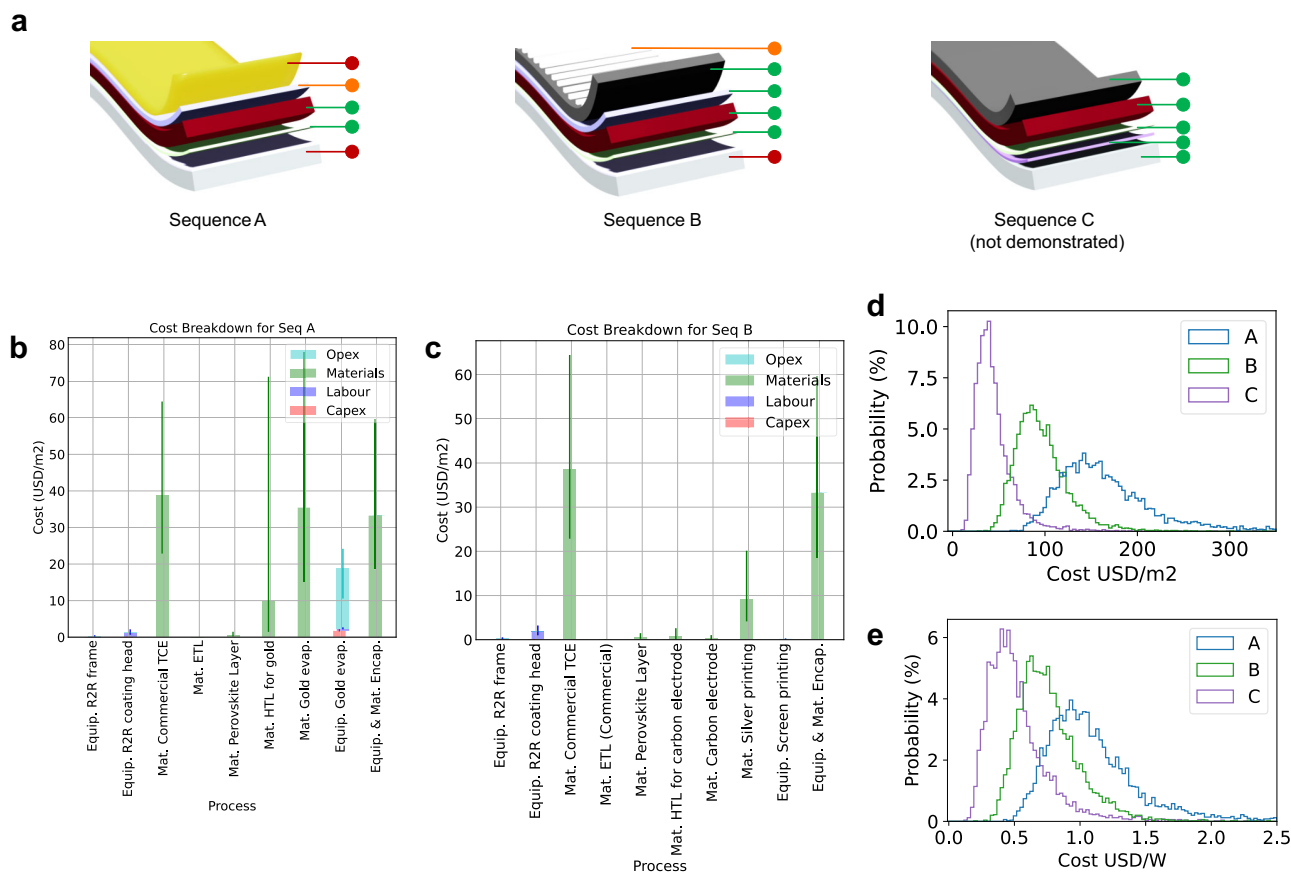 a
Sequence A
Sequence B
Sequence C
(not demonstrated)
b
Cost Breakdown for Seq A
Cost (USD/m2)
80
70
60
50
40
30
20
10
0
Opex
Materials
Labour
Capex
Equip. R2R frame
Equip. R2R coating head
Mat. Commercial TCE
Mat. ETL
Mat. Perovskite Layer
Mat. HTL for gold
Mat. Gold evap.
Equip. Gold evap.
Equip. & Mat. Encap.
Process
c
Cost Breakdown for Seq B
Cost (USD/m2)
60
50
40
30
20
10
0
Opex
Materials
Labour
Capex
Equip. R2R frame
Equip. R2R coating head
Mat. Commercial TCE
Mat. ETL (Commercial)
Mat. Perovskite Layer
Mat. HTL for carbon electrode
Mat. Carbon electrode
Mat. Silver printing
Equip. Screen printing
Equip. & Mat. Encap.
Process
d
Probability (%)
10.0
7.5
5.0
2.5
0.0
A
B
C
0 100 200 300
Cost USD/m2
e
Probability (%)
6
4
2
0
A
B
C
0.0 0.5 1.0 1.5 2.0 2.5
Cost USD/W